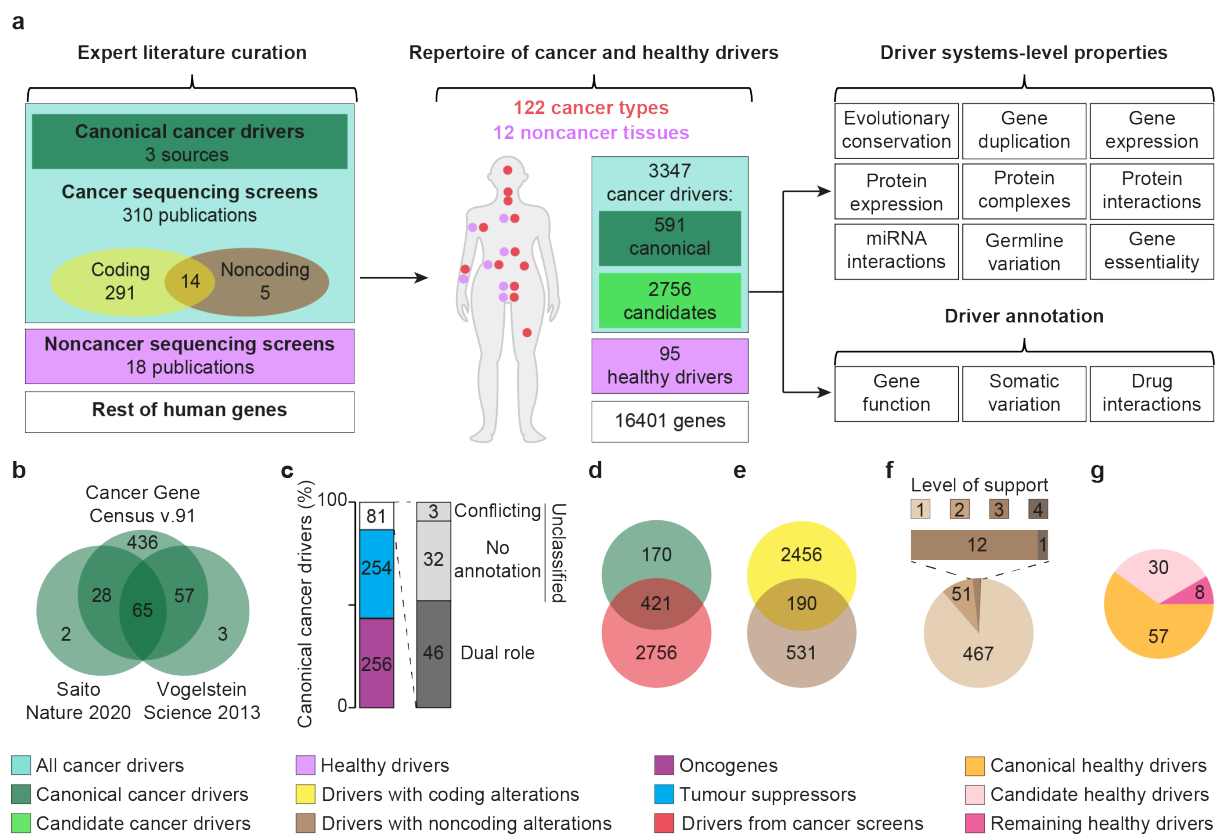 a
Expert literature curation
Repertoire of cancer and healthy drivers
Driver systems-level properties
Canonical cancer drivers
3 sources
Cancer sequencing screens
310 publications
Coding
291
14
Noncoding
5
Noncancer sequencing screens
18 publications
Rest of human genes
122 cancer types
12 noncancer tissues
3347
cancer drivers:
591
canonical
2756
candidates
95
healthy drivers
16401 genes
Evolutionary
conservation
Gene
duplication
Gene
expression
Protein
expression
Protein
complexes
Protein
interactions
miRNA
interactions
Germline
variation
Gene
essentiality
Driver annotation
Gene
function
Somatic
variation
Drug
interactions
b
Cancer Gene
Census v.91
436
28
57
65
2
3
Saito
Nature 2020
Vogelstein
Science 2013
c
Canonical cancer drivers (%)
100
0
81
254
256
3
32
46
Conflicting
No
annotation
Unclassified
Dual role
d
170
421
2756
e
2456
190
531
f
Level of support
1 2 3 4
12 1
51
467
g
30
8
57
All cancer drivers
Canonical cancer drivers
Candidate cancer drivers
Healthy drivers
Drivers with coding alterations
Drivers with noncoding alterations
Oncogenes
Tumour suppressors
Drivers from cancer screens
Canonical healthy drivers
Candidate healthy drivers
Remaining healthy drivers